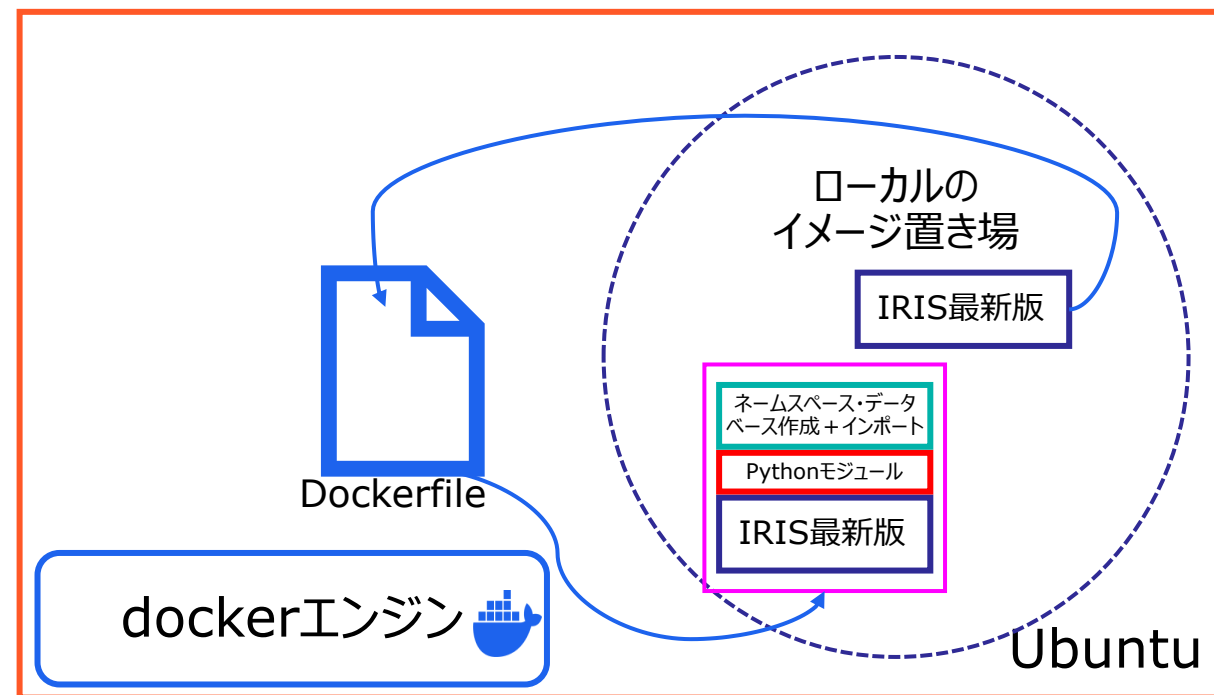 ローカルの
イメージ置き場
IRIS最新版
ネームスペース・データ
ベース作成+インポート
Pythonモジュール
IRIS最新版
Dockerfile
dockerエンジン
Ubuntu